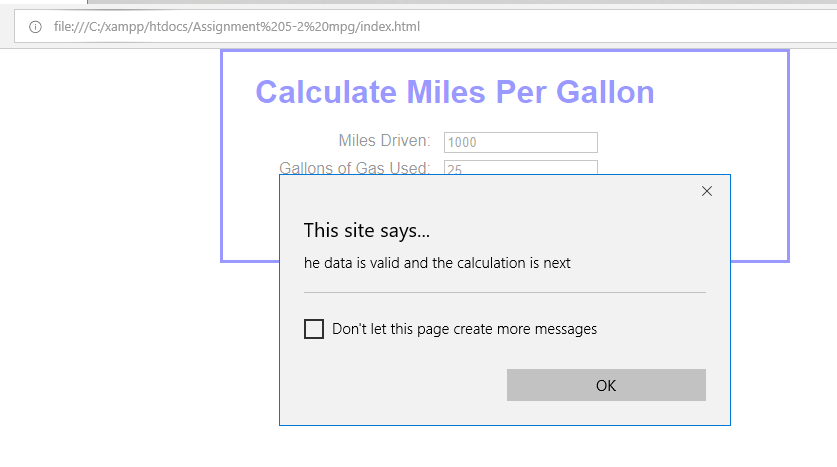 file:///C:/xampp/htdocs/Assignment%205-2%20mpg/index.html
Calculate Miles Per Gallon
Miles Driven: 1000
Gallons of Gas Used: 25
This site says...
he data is valid and the calculation is next
Don't let this page create more messages
OK